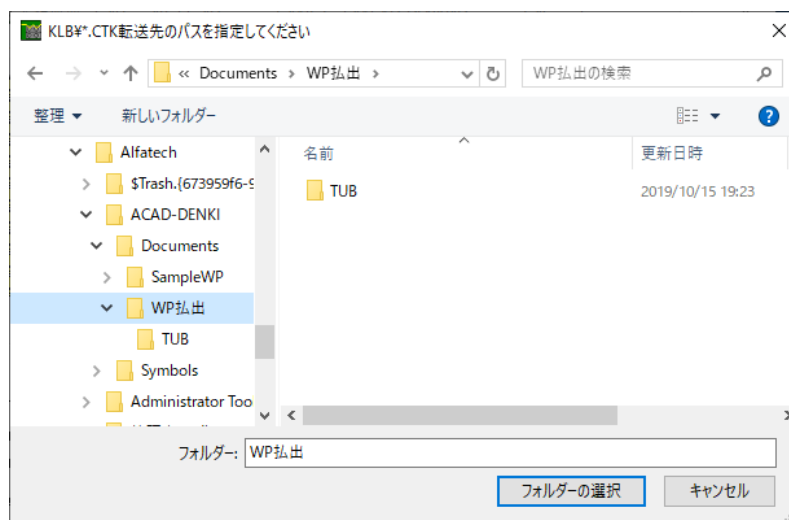 KLB¥*.CTK転送先のパスを指定してください
« Documents › WP払出 ›
WP払出の検索
整理
新しいフォルダー
Alfatech
$Trash.{673959f6-9
ACAD-DENKI
Documents
SampleWP
WP払出
TUB
Symbols
Administrator Too
名前
更新日時
TUB
2019/10/15 19:23
フォルダー:
WP払出
フォルダーの選択
キャンセル